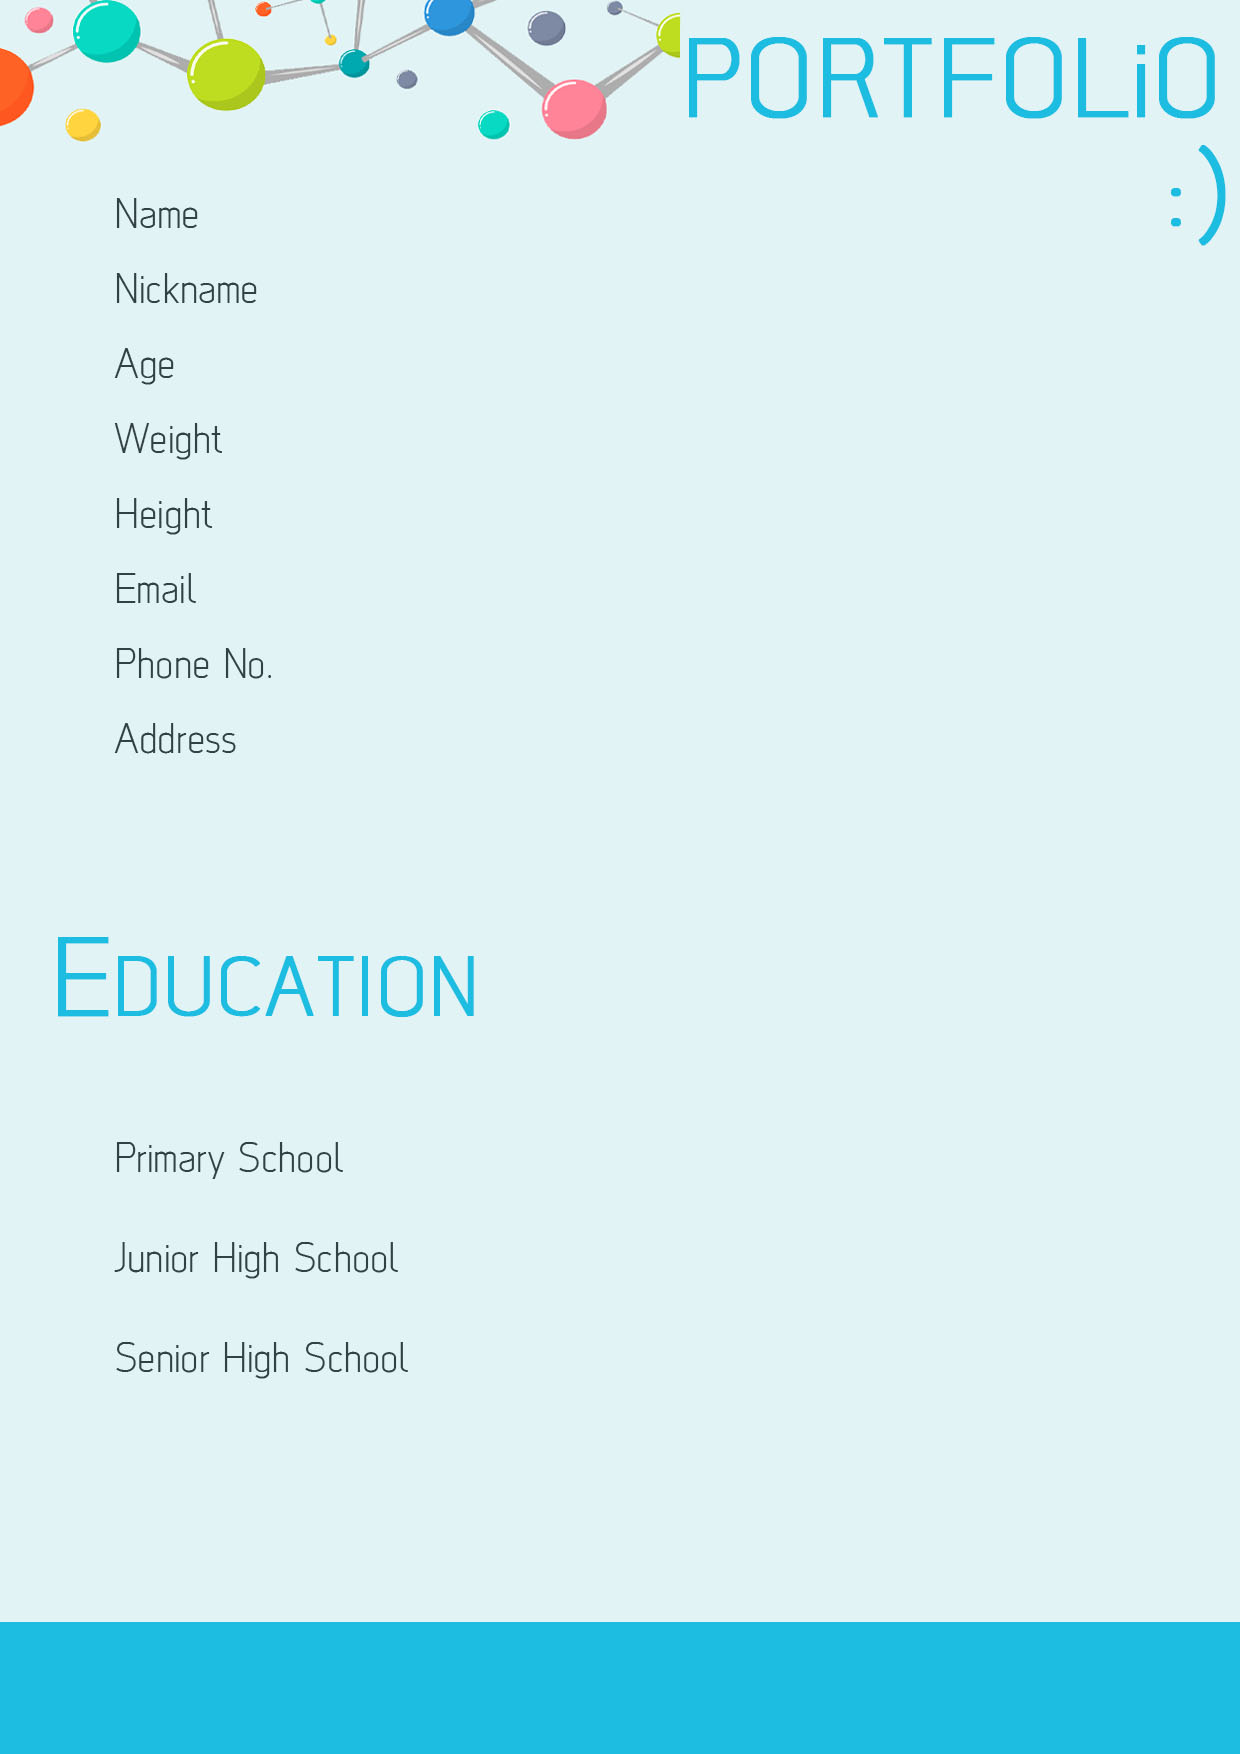 PORTFOLiO
:)
Name
Nickname
Age
Weight
Height
Email
Phone No.
Address
EDUCATION
Primary School
Junior High School
Senior High School